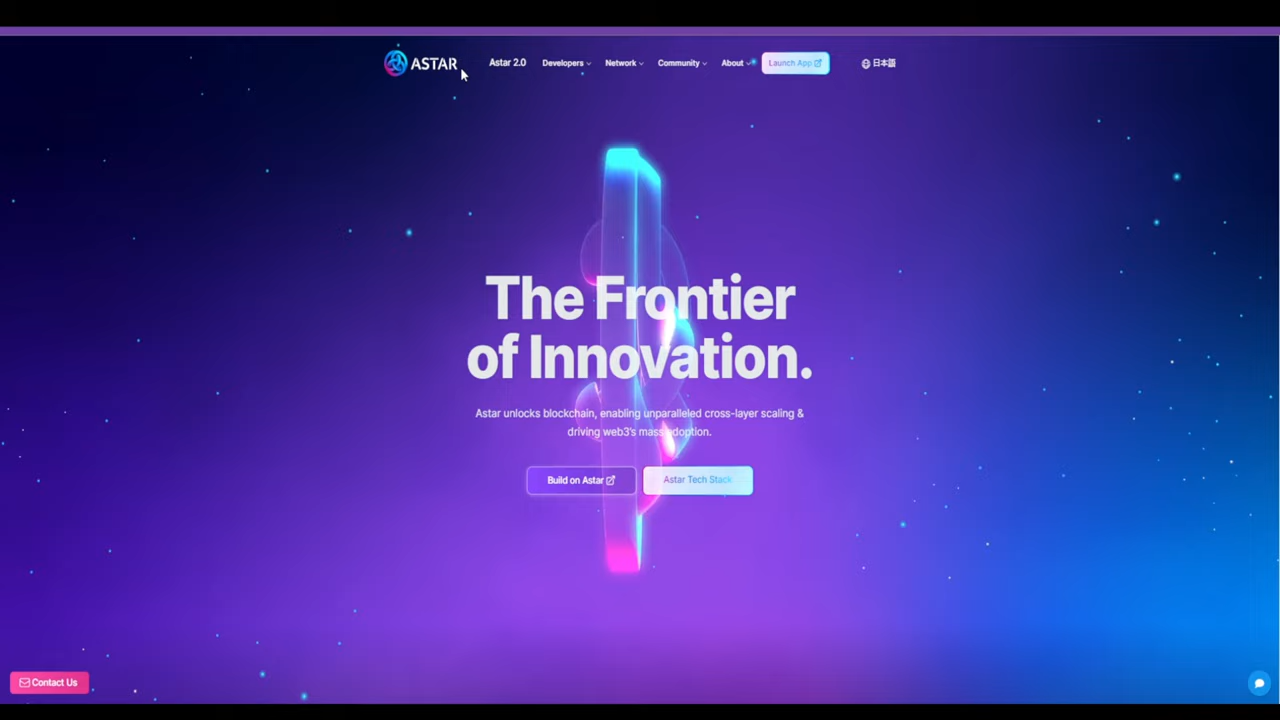 ASTAR
Astar 2.0
Developers
Network
Community
About
Launch App
日本語
The Frontier
of Innovation.
Astar unlocks blockchain, enabling unparalleled cross-layer scaling &
driving web3's mass adoption.
Build on Astar
Astar Tech Stack
Contact Us